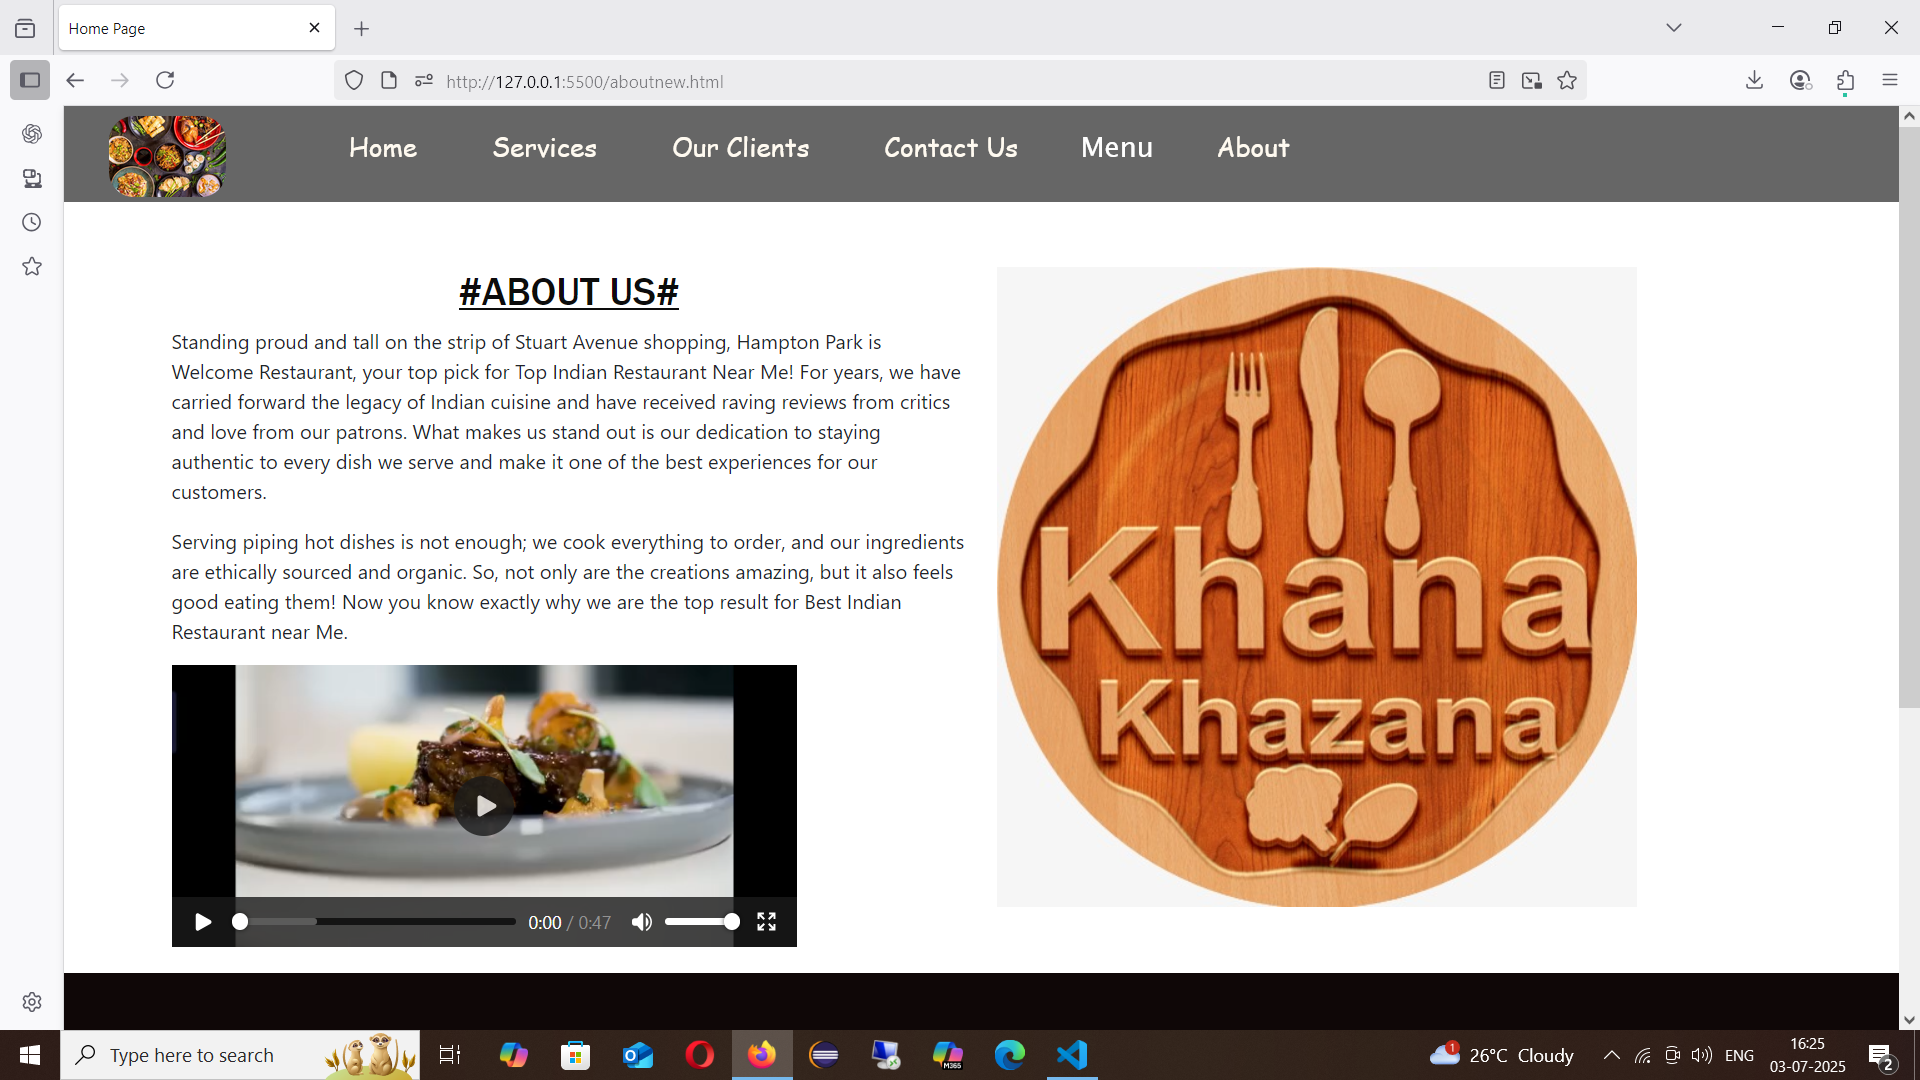 Home Page
http://127.0.0.1:5500/aboutnew.html
Home Services Our Clients Contact Us Menu About
#ABOUT US#
Standing proud and tall on the strip of Stuart Avenue shopping, Hampton Park is
Welcome Restaurant, your top pick for Top Indian Restaurant Near Me! For years, we have
carried forward the legacy of Indian cuisine and have received raving reviews from critics
and love from our patrons. What makes us stand out is our dedication to staying
authentic to every dish we serve and make it one of the best experiences for our
customers.
Serving piping hot dishes is not enough; we cook everything to order, and our ingredients
are ethically sourced and organic. So, not only are the creations amazing, but it also feels
good eating them! Now you know exactly why we are the top result for Best Indian
Restaurant near Me.
0:00 / 0:47
Khana
Khazana
Type here to search
M365
1
26°C Cloudy
ENG
16:25
03-07-2025
2